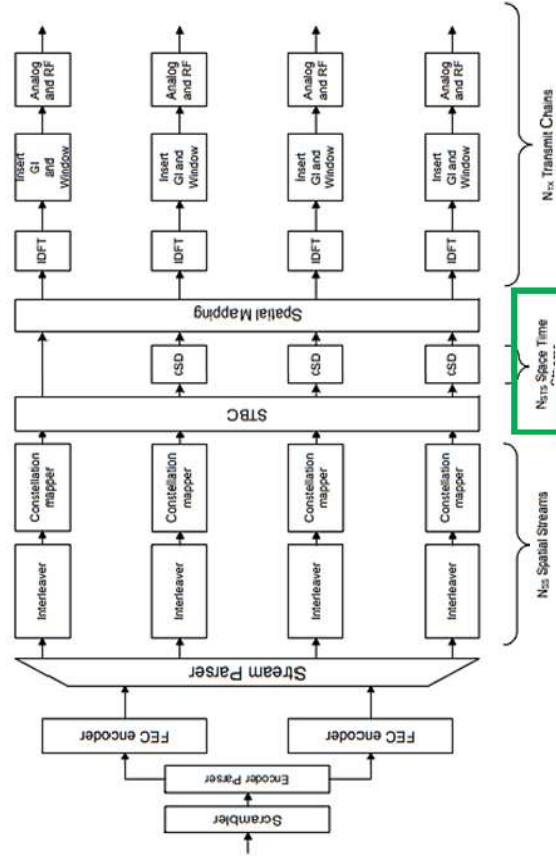 Scrambler
Encoder Parser
FEC encoder
FEC encoder
Stream Parser
Interleaver
Constellation
mapper
Interleaver
Constellation
mapper
Interleaver
Constellation
mapper
Interleaver
Constellation
mapper
STBC
CSD
CSD
CSD
Spatial Mapping
IDFT
Insert
GI
and
Window
Analog
and RF
IDFT
Insert
GI and
Window
Analog
and RF
IDFT
Insert
GI and
Window
Analog
and RF
IDFT
Insert
GI and
Window
Analog
and RF
NSS Spatial Streams
NSTS Space Time
NTX Transmit Chains